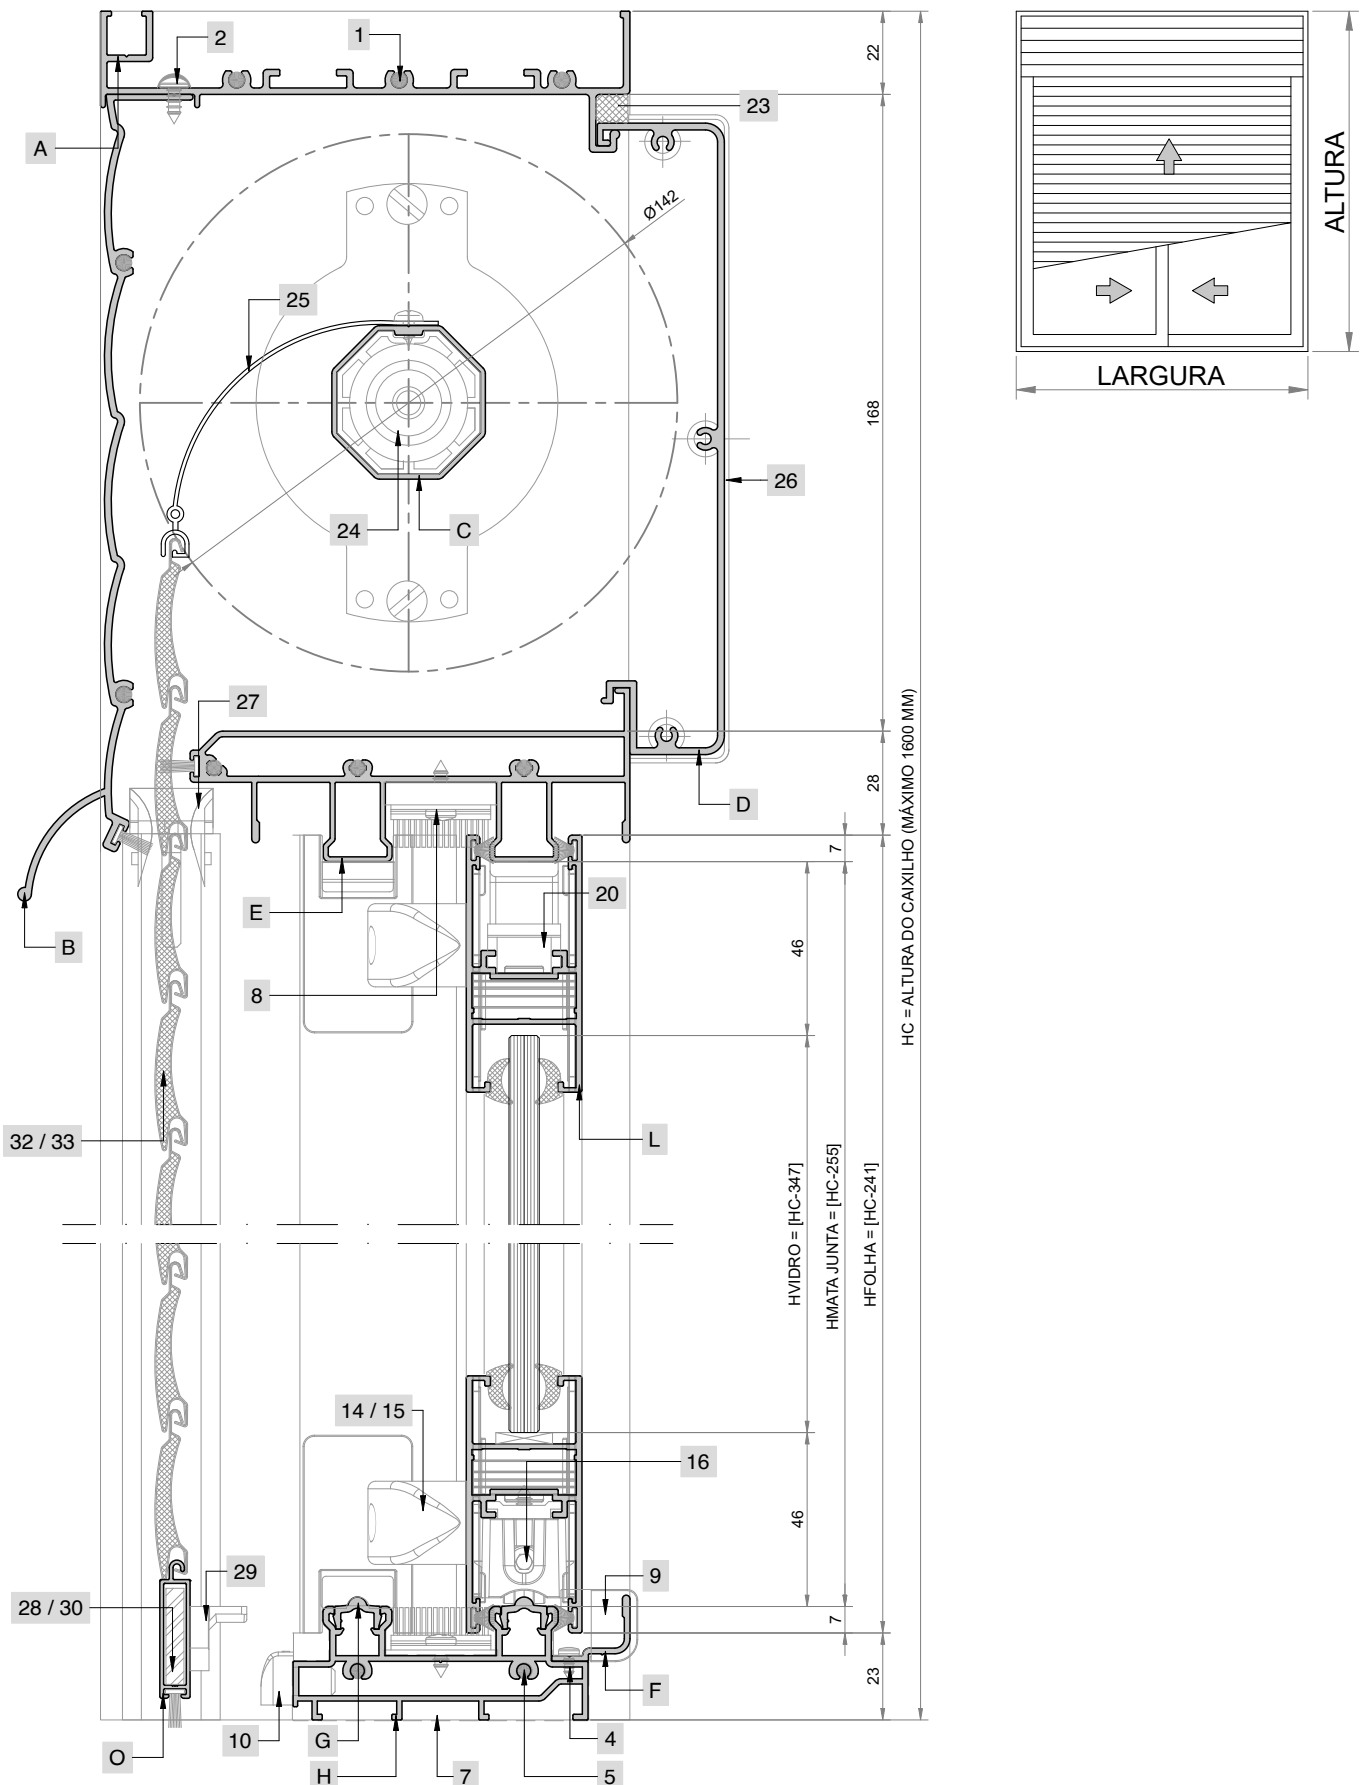 2
1
22
23
A
Ø142
ALTURA
25
LARGURA
168
26
24
C
27
HC = ALTURA DO CAIXILHO (MÁXIMO 1600 MM)
D
28
7
E
20
B
46
8
32 / 33
L
HVIDRO = [HC-347]
HMATA JUNTA = [HC-255]
HFOLHA = [HC-241]
14 / 15
16
46
29
9
28 / 30
7
F
23
O
10
G
4
H
7
5